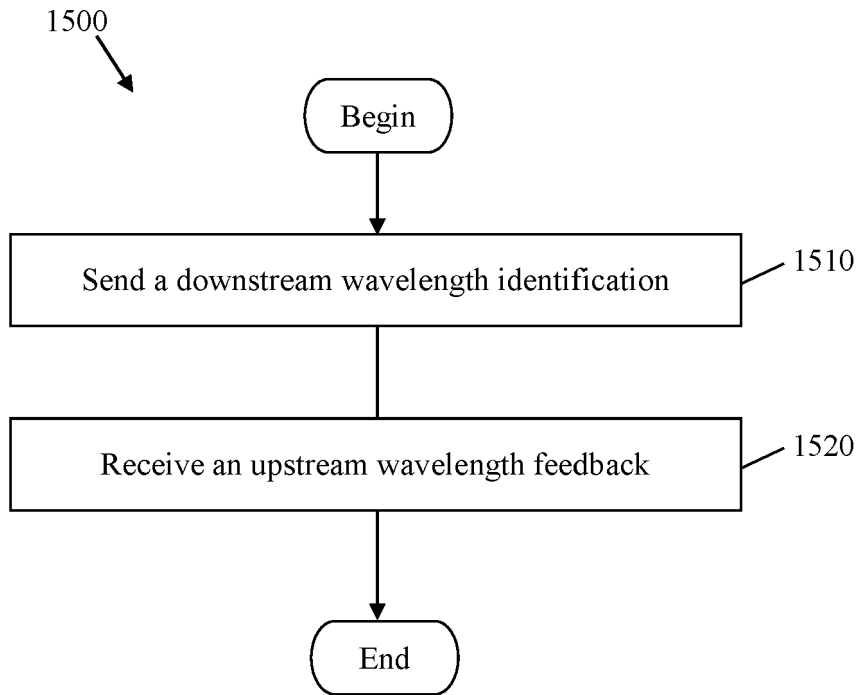 1500
Begin
Send a downstream wavelength identification
1510
Receive an upstream wavelength feedback
1520
End